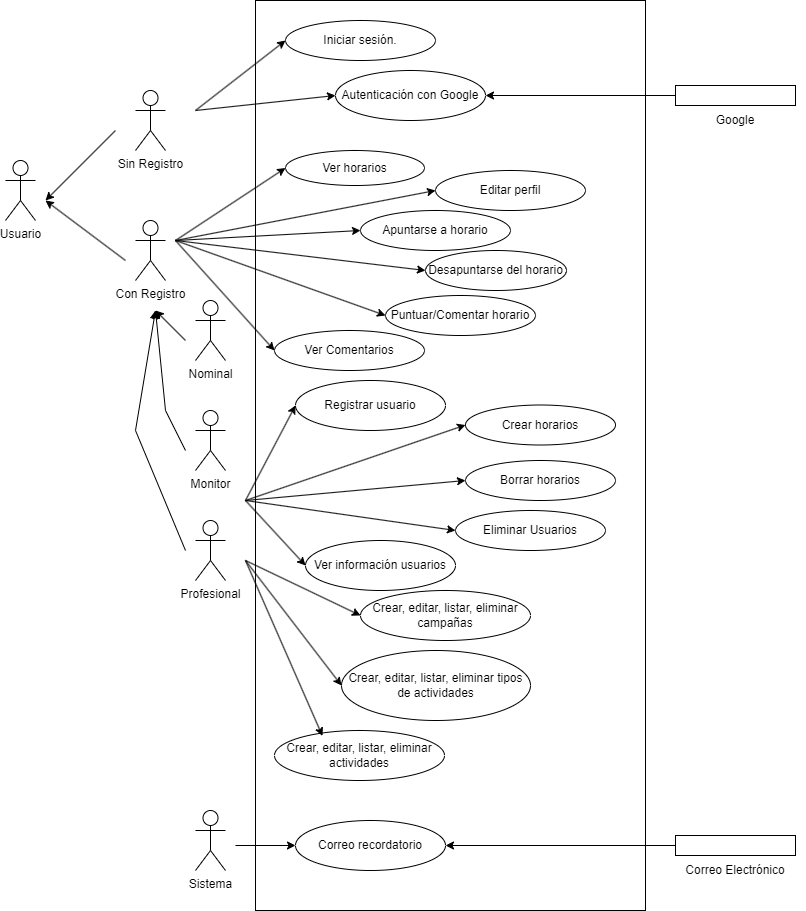 Iniciar sesión.
Autenticación con Google
Google
Sin Registro
Ver horarios
Editar perfil
Usuario
Apuntarse a horario
Desapuntarse del horario
Con Registro
Puntuar/Comentar horario
Ver Comentarios
Nominal
Registrar usuario
Crear horarios
Monitor
Borrar horarios
Eliminar Usuarios
Ver información usuarios
Profesional
Crear, editar, listar, eliminar
campañas
Crear, editar, listar, eliminar tipos
de actividades
Crear, editar, listar, eliminar
actividades
Correo recordatorio
Sistema
Correo Electrónico